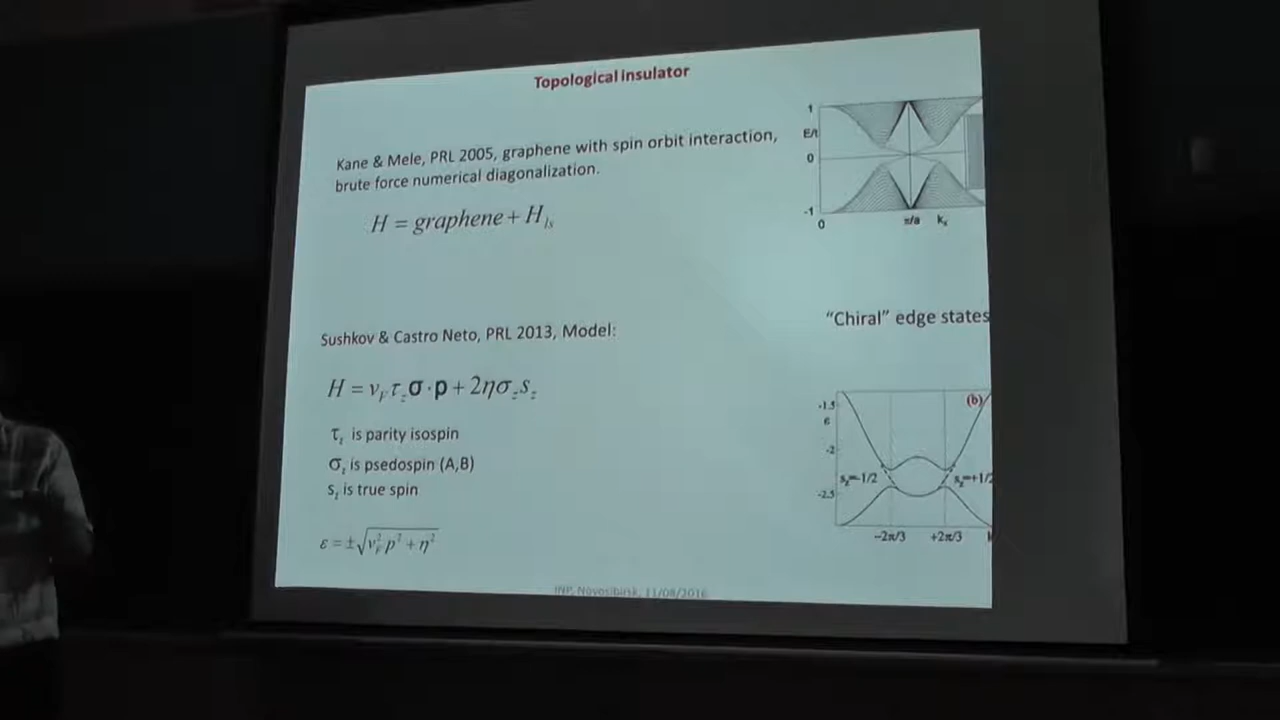 Topological insulator
Kane & Mele, PRL 2005, graphene with spin orbit interaction,
brute force numerical diagonalization.
H = graphene + H_ls
1
E/t
0
-1
0
π/a
kₓ
Sushkov & Castro Neto, PRL 2013, Model:
"Chiral" edge states
H = v_F τ_z σ·p + 2ησ_z s_z
τ_z is parity isospin
σ_z is psedospin (A,B)
s_z is true spin
ε = ±√(v_F² p² + η²)
(b)
-1.5
ε
-2
s_z=-1/2
s_z=+1/2
-2.5
-2π/3
+2π/3
INP, Novosibirsk, 11/08/2016